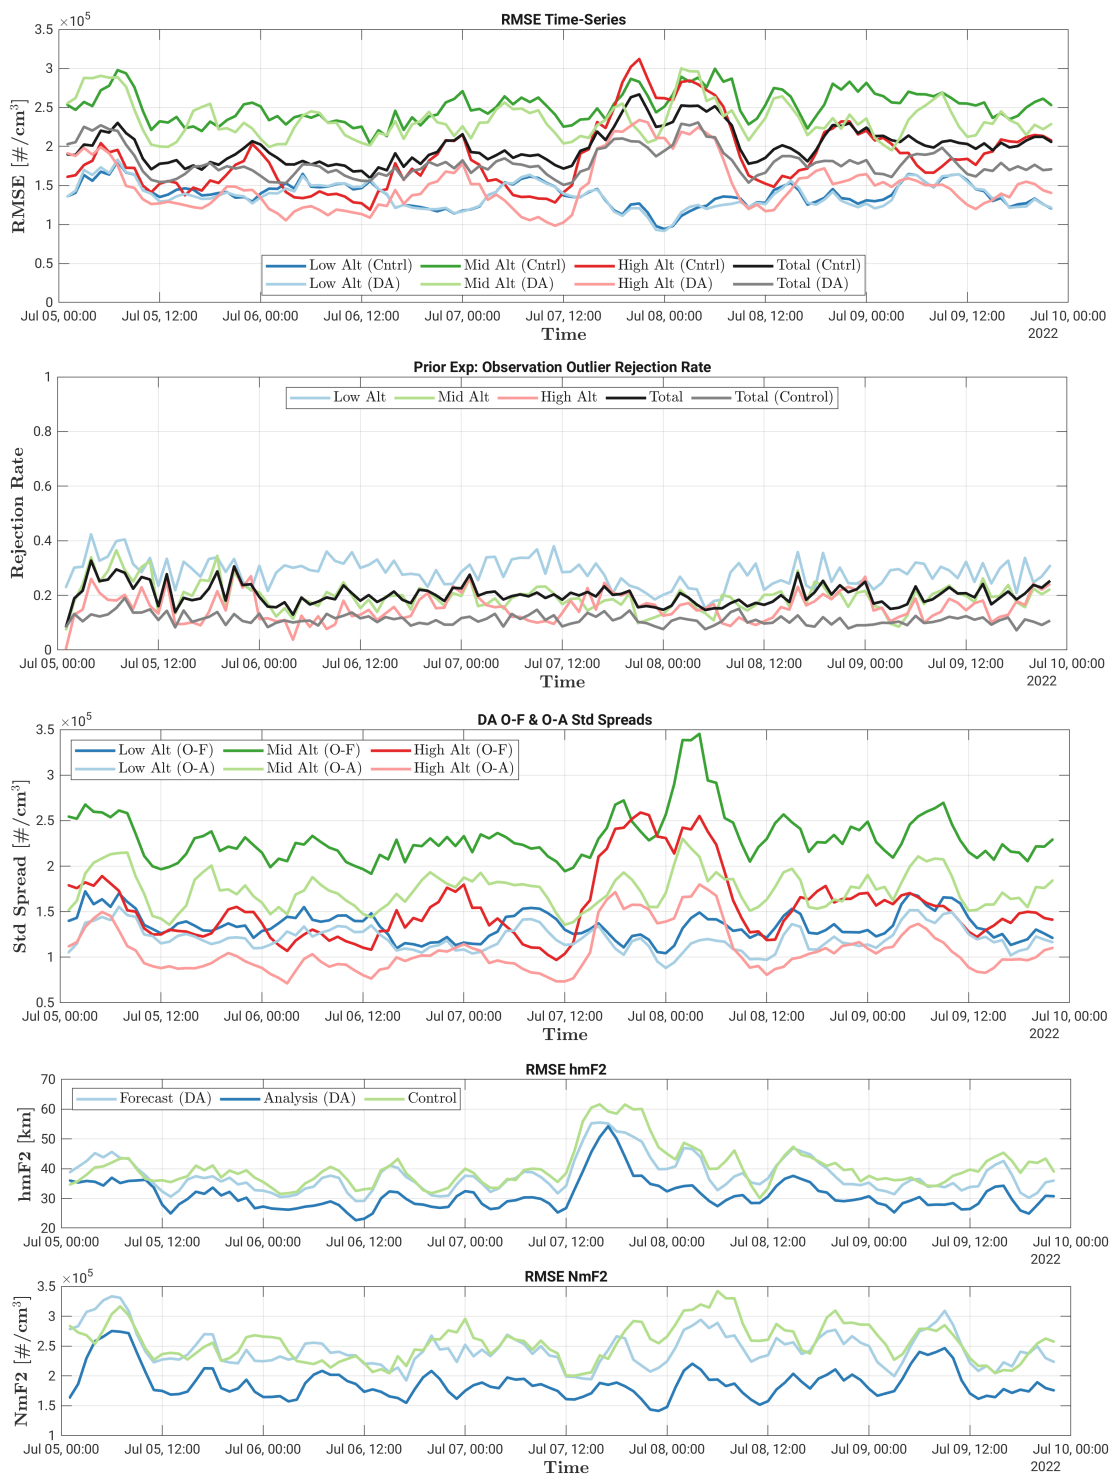 RMSE Time-Series
×10^5
RMSE [#/cm^3]
3.5
3
2.5
2
1.5
1
0.5
0
Low Alt (Cntrl) Mid Alt (Cntrl) High Alt (Cntrl) Total (Cntrl)
Low Alt (DA) Mid Alt (DA) High Alt (DA) Total (DA)
Jul 05, 00:00 Jul 05, 12:00 Jul 06, 00:00 Jul 06, 12:00 Jul 07, 00:00 Jul 07, 12:00 Jul 08, 00:00 Jul 08, 12:00 Jul 09, 00:00 Jul 09, 12:00 Jul 10, 00:00
Time
2022
Prior Exp: Observation Outlier Rejection Rate
Rejection Rate
1
0.8
0.6
0.4
0.2
0
Low Alt Mid Alt High Alt Total Total (Control)
Jul 05, 00:00 Jul 05, 12:00 Jul 06, 00:00 Jul 06, 12:00 Jul 07, 00:00 Jul 07, 12:00 Jul 08, 00:00 Jul 08, 12:00 Jul 09, 00:00 Jul 09, 12:00 Jul 10, 00:00
Time
2022
DA O-F & O-A Std Spreads
×10^5
Std Spread [#/cm^3]
3.5
3
2.5
2
1.5
1
0.5
Low Alt (O-F) Mid Alt (O-F) High Alt (O-F)
Low Alt (O-A) Mid Alt (O-A) High Alt (O-A)
Jul 05, 00:00 Jul 05, 12:00 Jul 06, 00:00 Jul 06, 12:00 Jul 07, 00:00 Jul 07, 12:00 Jul 08, 00:00 Jul 08, 12:00 Jul 09, 00:00 Jul 09, 12:00 Jul 10, 00:00
Time
2022
RMSE hmF2
hmF2 [km]
70
60
50
40
30
20
Forecast (DA) Analysis (DA) Control
Jul 05, 00:00 Jul 05, 12:00 Jul 06, 00:00 Jul 06, 12:00 Jul 07, 00:00 Jul 07, 12:00 Jul 08, 00:00 Jul 08, 12:00 Jul 09, 00:00 Jul 09, 12:00 Jul 10, 00:00
2022
RMSE NmF2
×10^5
NmF2 [#/cm^3]
3.5
3
2.5
2
1.5
1
Jul 05, 00:00 Jul 05, 12:00 Jul 06, 00:00 Jul 06, 12:00 Jul 07, 00:00 Jul 07, 12:00 Jul 08, 00:00 Jul 08, 12:00 Jul 09, 00:00 Jul 09, 12:00 Jul 10, 00:00
Time
2022